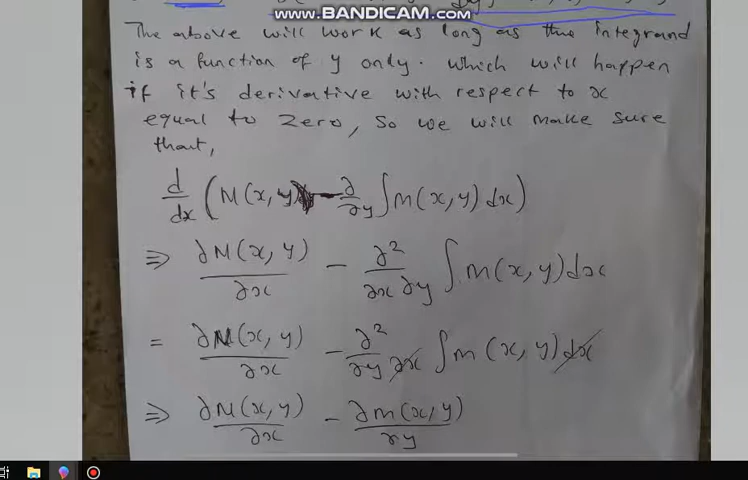 www.BANDICAM.com
The above will work as long as the integrand
is a function of y only. Which will happen
if it's derivative with respect to x
equal to Zero, So we will make sure
that,
d/dx (N(x, y) - ∂/∂y ∫m(x, y) dx)
⇒ ∂N(x, y)/∂x - ∂²/∂x∂y ∫m(x, y)dx
= ∂N(x, y)/∂x - ∂²/∂y∂x ∫m(x, y)dx
⇒ ∂N(x, y)/∂x - ∂m(x, y)/∂y